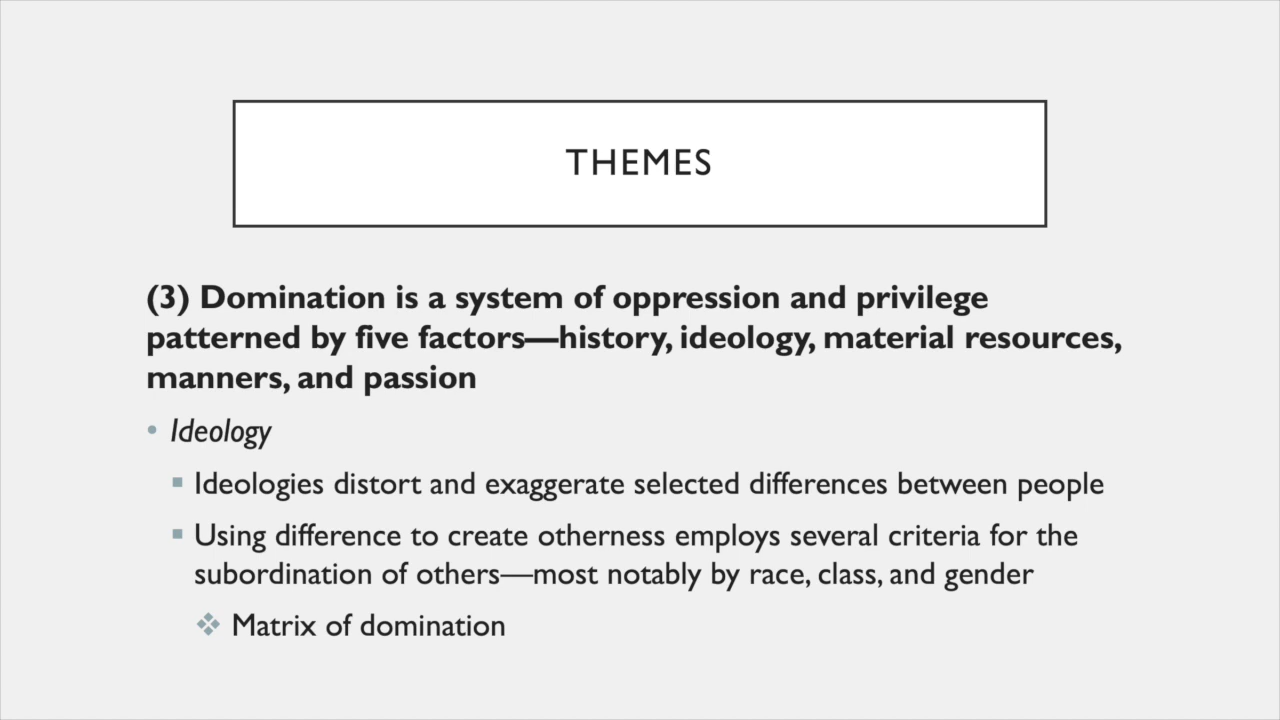 THEMES
(3) Domination is a system of oppression and privilege
patterned by five factors—history, ideology, material resources,
manners, and passion
• Ideology
▪ Ideologies distort and exaggerate selected differences between people
▪ Using difference to create otherness employs several criteria for the
subordination of others—most notably by race, class, and gender
❖ Matrix of domination